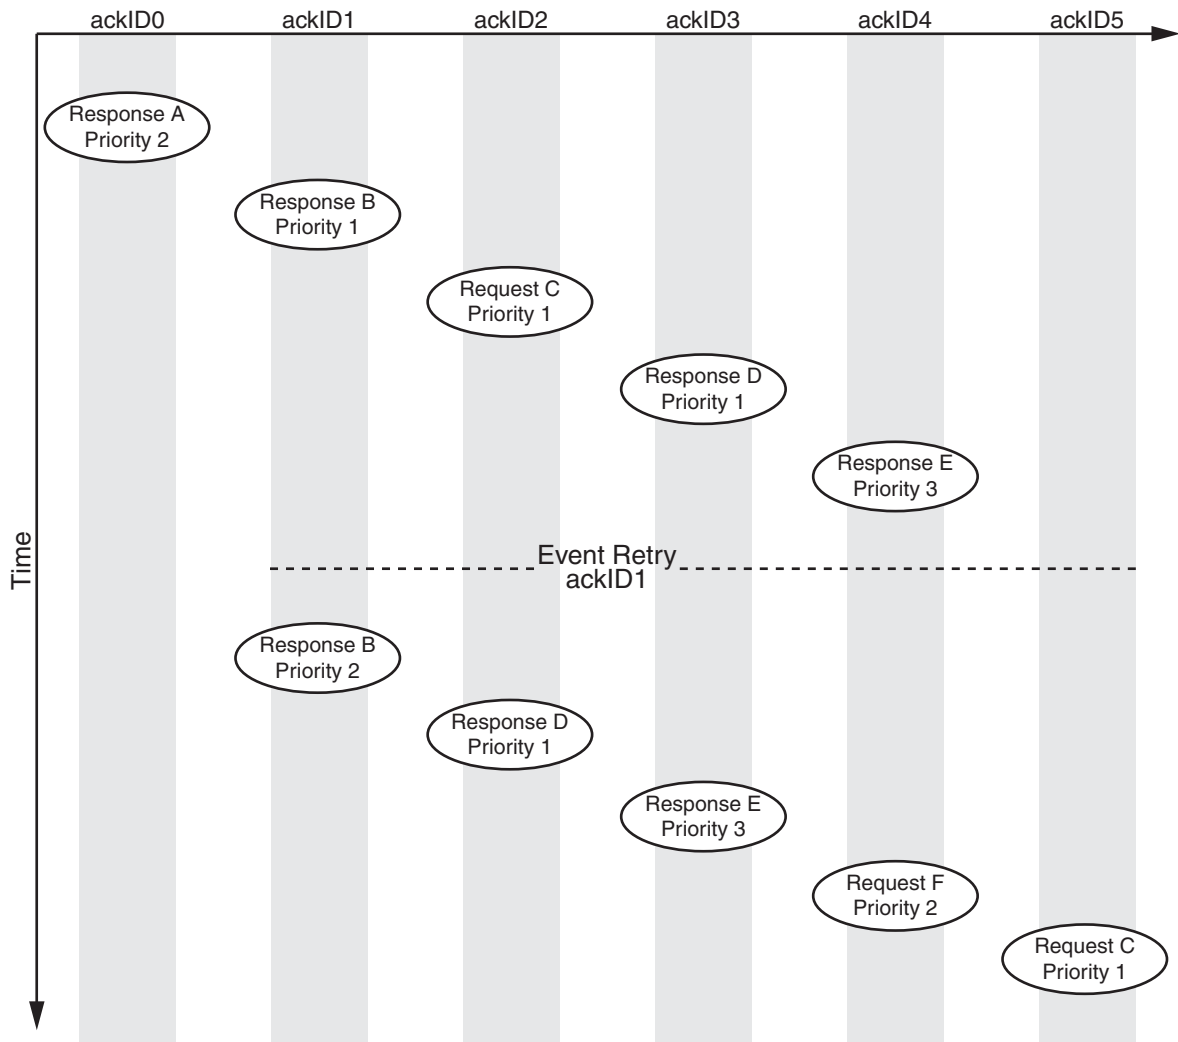 ackID0
ackID1
ackID2
ackID3
ackID4
ackID5
Response A
Priority 2
Response B
Priority 1
Request C
Priority 1
Response D
Priority 1
Response E
Priority 3
Time
Event Retry
ackID1
Response B
Priority 2
Response D
Priority 1
Response E
Priority 3
Request F
Priority 2
Request C
Priority 1